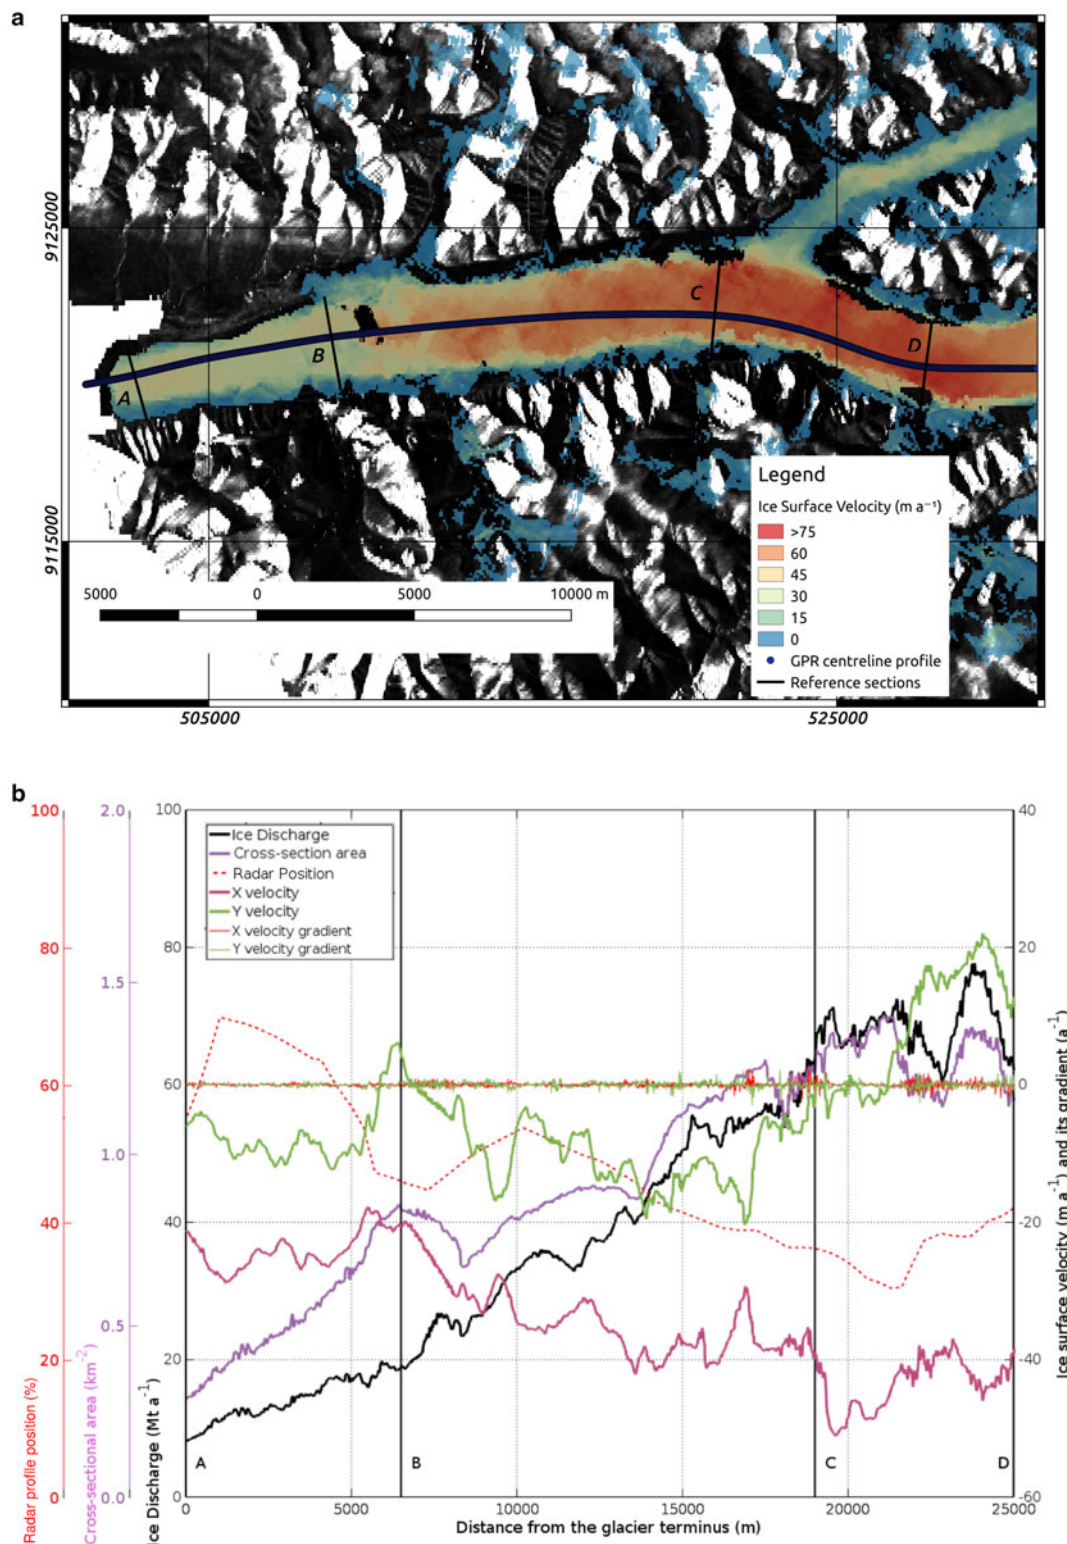 a
9125000
9115000
A
B
C
D
Legend
Ice Surface Velocity (m a⁻¹)
>75
60
45
30
15
0
GPR centreline profile
Reference sections
5000 0 5000 10000 m
505000 525000
b
100
80
60
40
20
0
Radar profile position (%)
2.0
1.5
1.0
0.5
0.0
Cross-sectional area (km⁻²)
100
80
60
40
20
0
Ice Discharge (Mt a⁻¹)
Ice Discharge
Cross-section area
Radar Position
X velocity
Y velocity
X velocity gradient
Y velocity gradient
A B C D
40
20
0
-20
-40
-60
Ice surface velocity (m a⁻¹) and its gradient (a⁻¹)
0 5000 10000 15000 20000 25000
Distance from the glacier terminus (m)